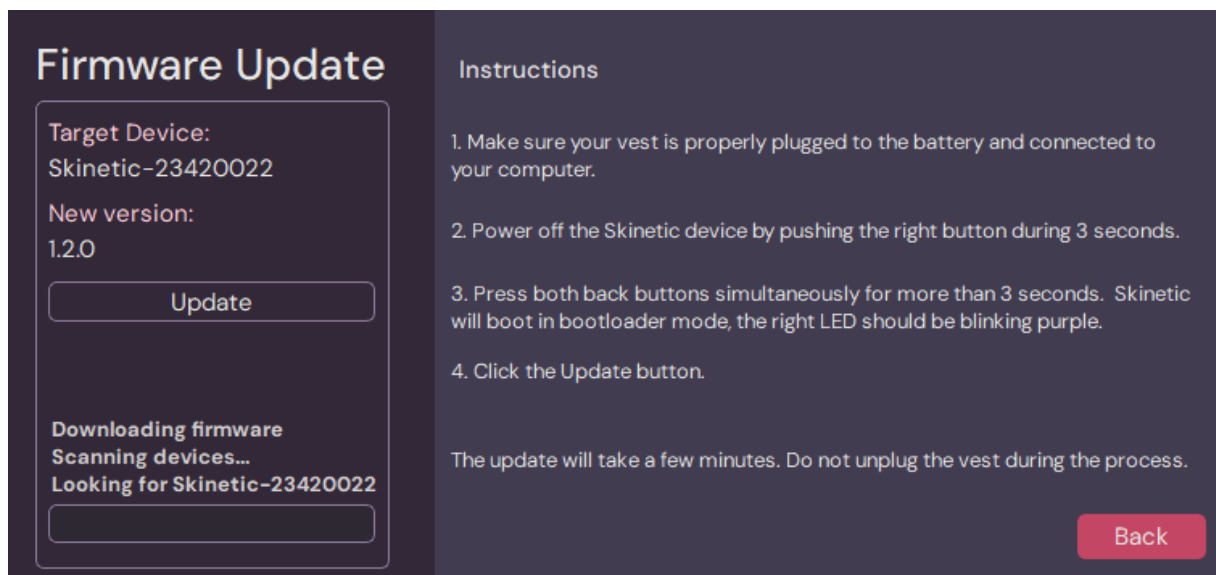 Firmware Update
Target Device:
Skinetic-23420022
New version:
1.2.0
Update
Downloading firmware
Scanning devices...
Looking for Skinetic-23420022
Instructions
1. Make sure your vest is properly plugged to the battery and connected to
your computer.
2. Power off the Skinetic device by pushing the right button during 3 seconds.
3. Press both back buttons simultaneously for more than 3 seconds.  Skinetic
will boot in bootloader mode, the right LED should be blinking purple.
4. Click the Update button.
The update will take a few minutes. Do not unplug the vest during the process.
Back